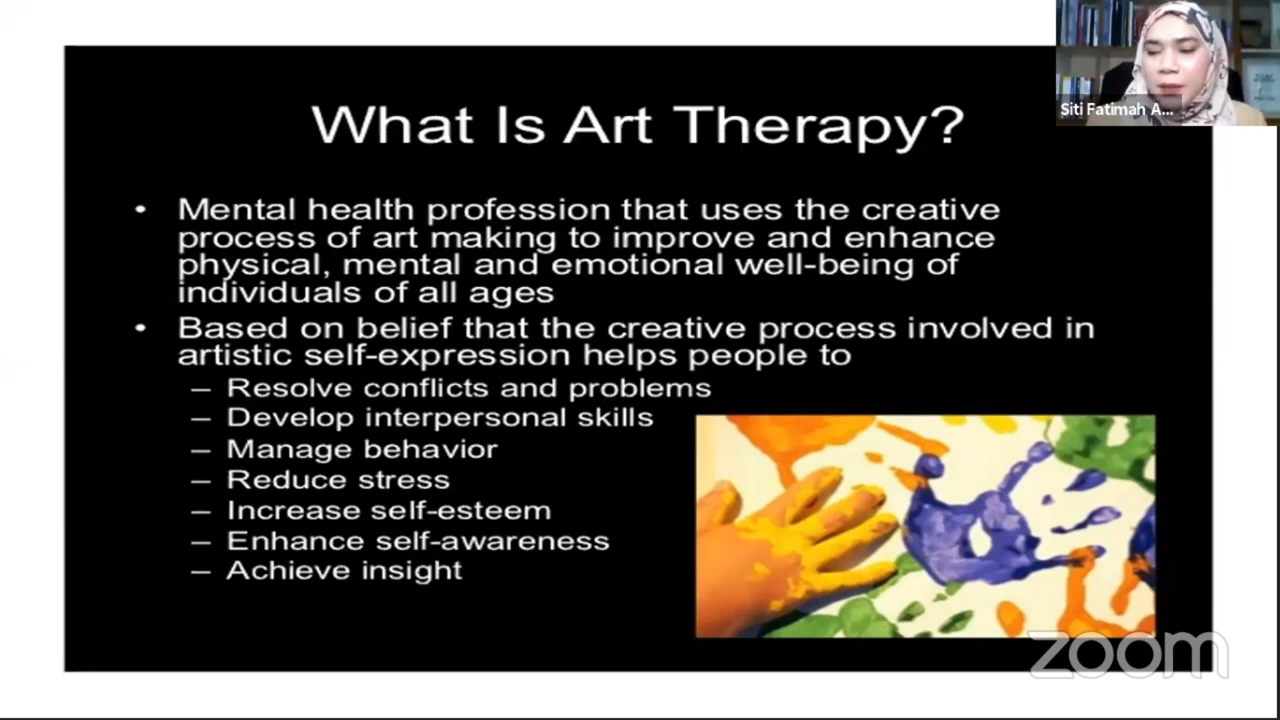 What Is Art Therapy?
Siti Fatimah A...
• Mental health profession that uses the creative
process of art making to improve and enhance
physical, mental and emotional well-being of
individuals of all ages
• Based on belief that the creative process involved in
artistic self-expression helps people to
– Resolve conflicts and problems
– Develop interpersonal skills
– Manage behavior
– Reduce stress
– Increase self-esteem
– Enhance self-awareness
– Achieve insight
zoom